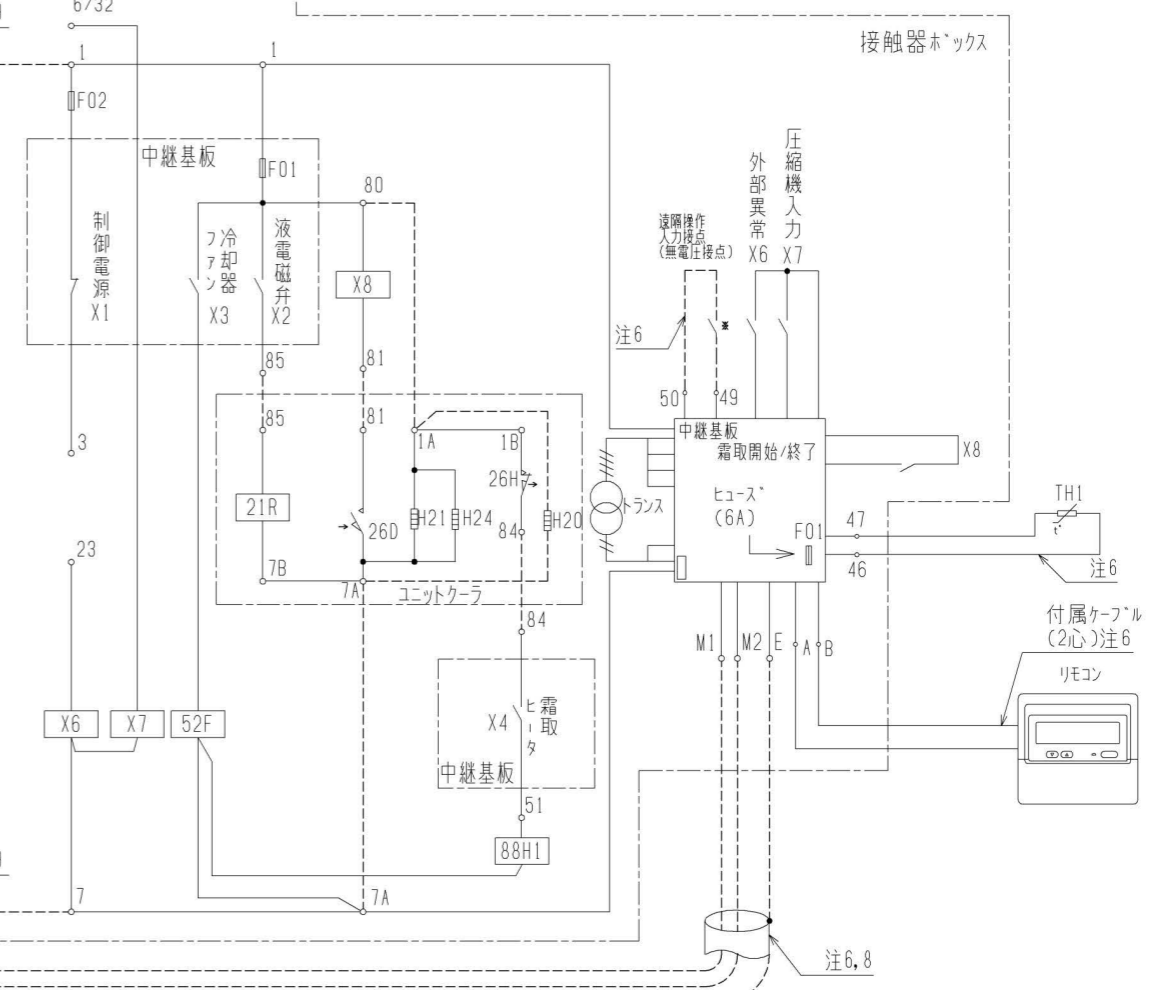 6/32
接触器ボックス
1
1
F02
中継基板
F01
80
制御電源
X1
冷却器
ファン
X3
液電磁弁
X2
X8
遠隔操作
入力接点
(無電圧接点)
外部異常
X6
圧縮機入力
X7
注6
85
81
50
49
3
85
81
1A
1B
中継基板
霜取開始/終了
X8
26H
トランス
ヒューズ
(6A)
TH1
t°
21R
26D
H21
H24
84
H20
F01
47
46
注6
23
7B
7A
ユニットクーラ
84
付属ケーブル
(2心)注6
M1
M2
E
A
B
リモコン
X6
X7
52F
X4
霜取
ヒータ
中継基板
51
88H1
7
7A
注6,8